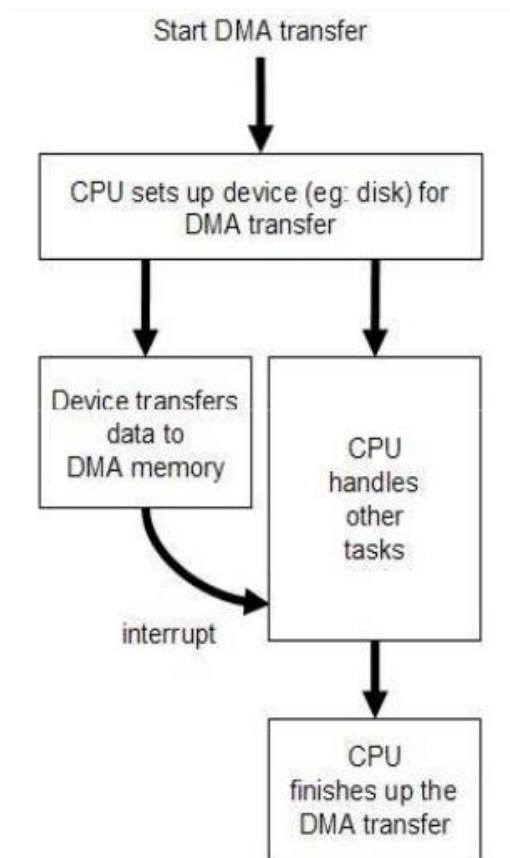 Start DMA transfer
CPU sets up device (eg: disk) for
DMA transfer
Device transfers
data to
DMA memory
CPU
handles
other
tasks
interrupt
CPU
finishes up the
DMA transfer